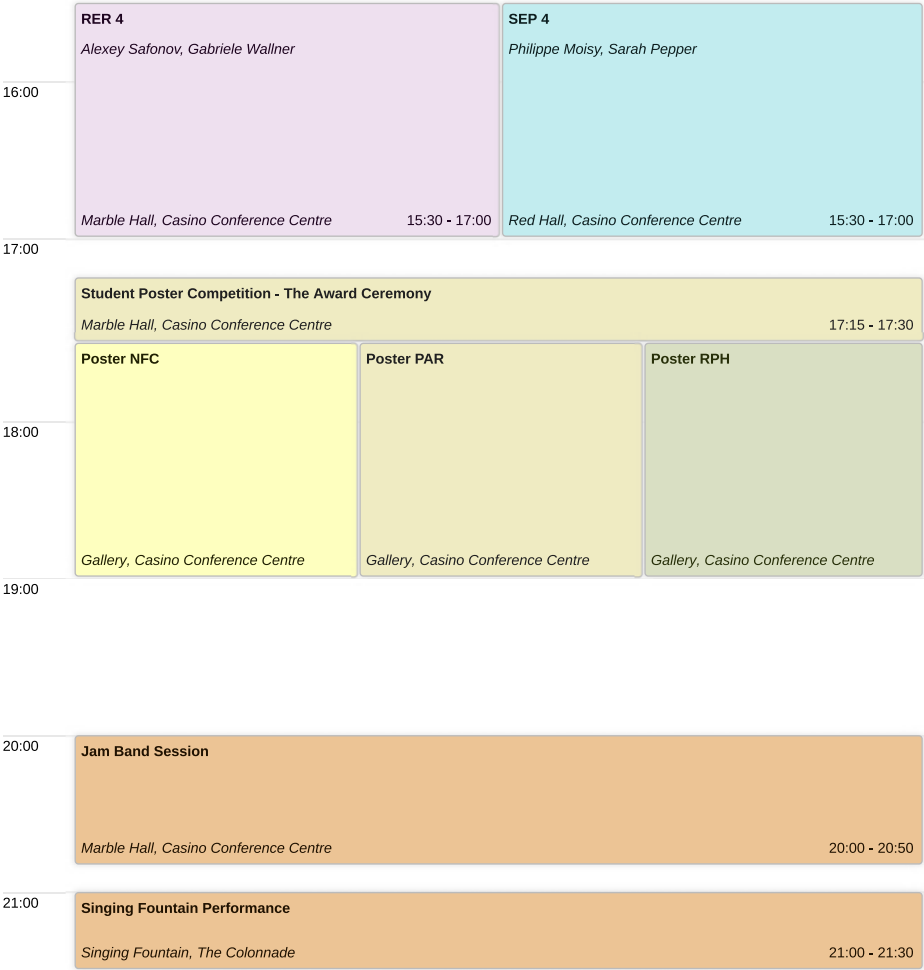 RER 4
Alexey Safonov, Gabriele Wallner
SEP 4
Philippe Moisy, Sarah Pepper
16:00
Marble Hall, Casino Conference Centre 15:30 - 17:00
Red Hall, Casino Conference Centre 15:30 - 17:00
17:00
Student Poster Competition - The Award Ceremony
Marble Hall, Casino Conference Centre 17:15 - 17:30
Poster NFC
Poster PAR
Poster RPH
18:00
Gallery, Casino Conference Centre
Gallery, Casino Conference Centre
Gallery, Casino Conference Centre
19:00
20:00
Jam Band Session
Marble Hall, Casino Conference Centre 20:00 - 20:50
21:00
Singing Fountain Performance
Singing Fountain, The Colonnade 21:00 - 21:30